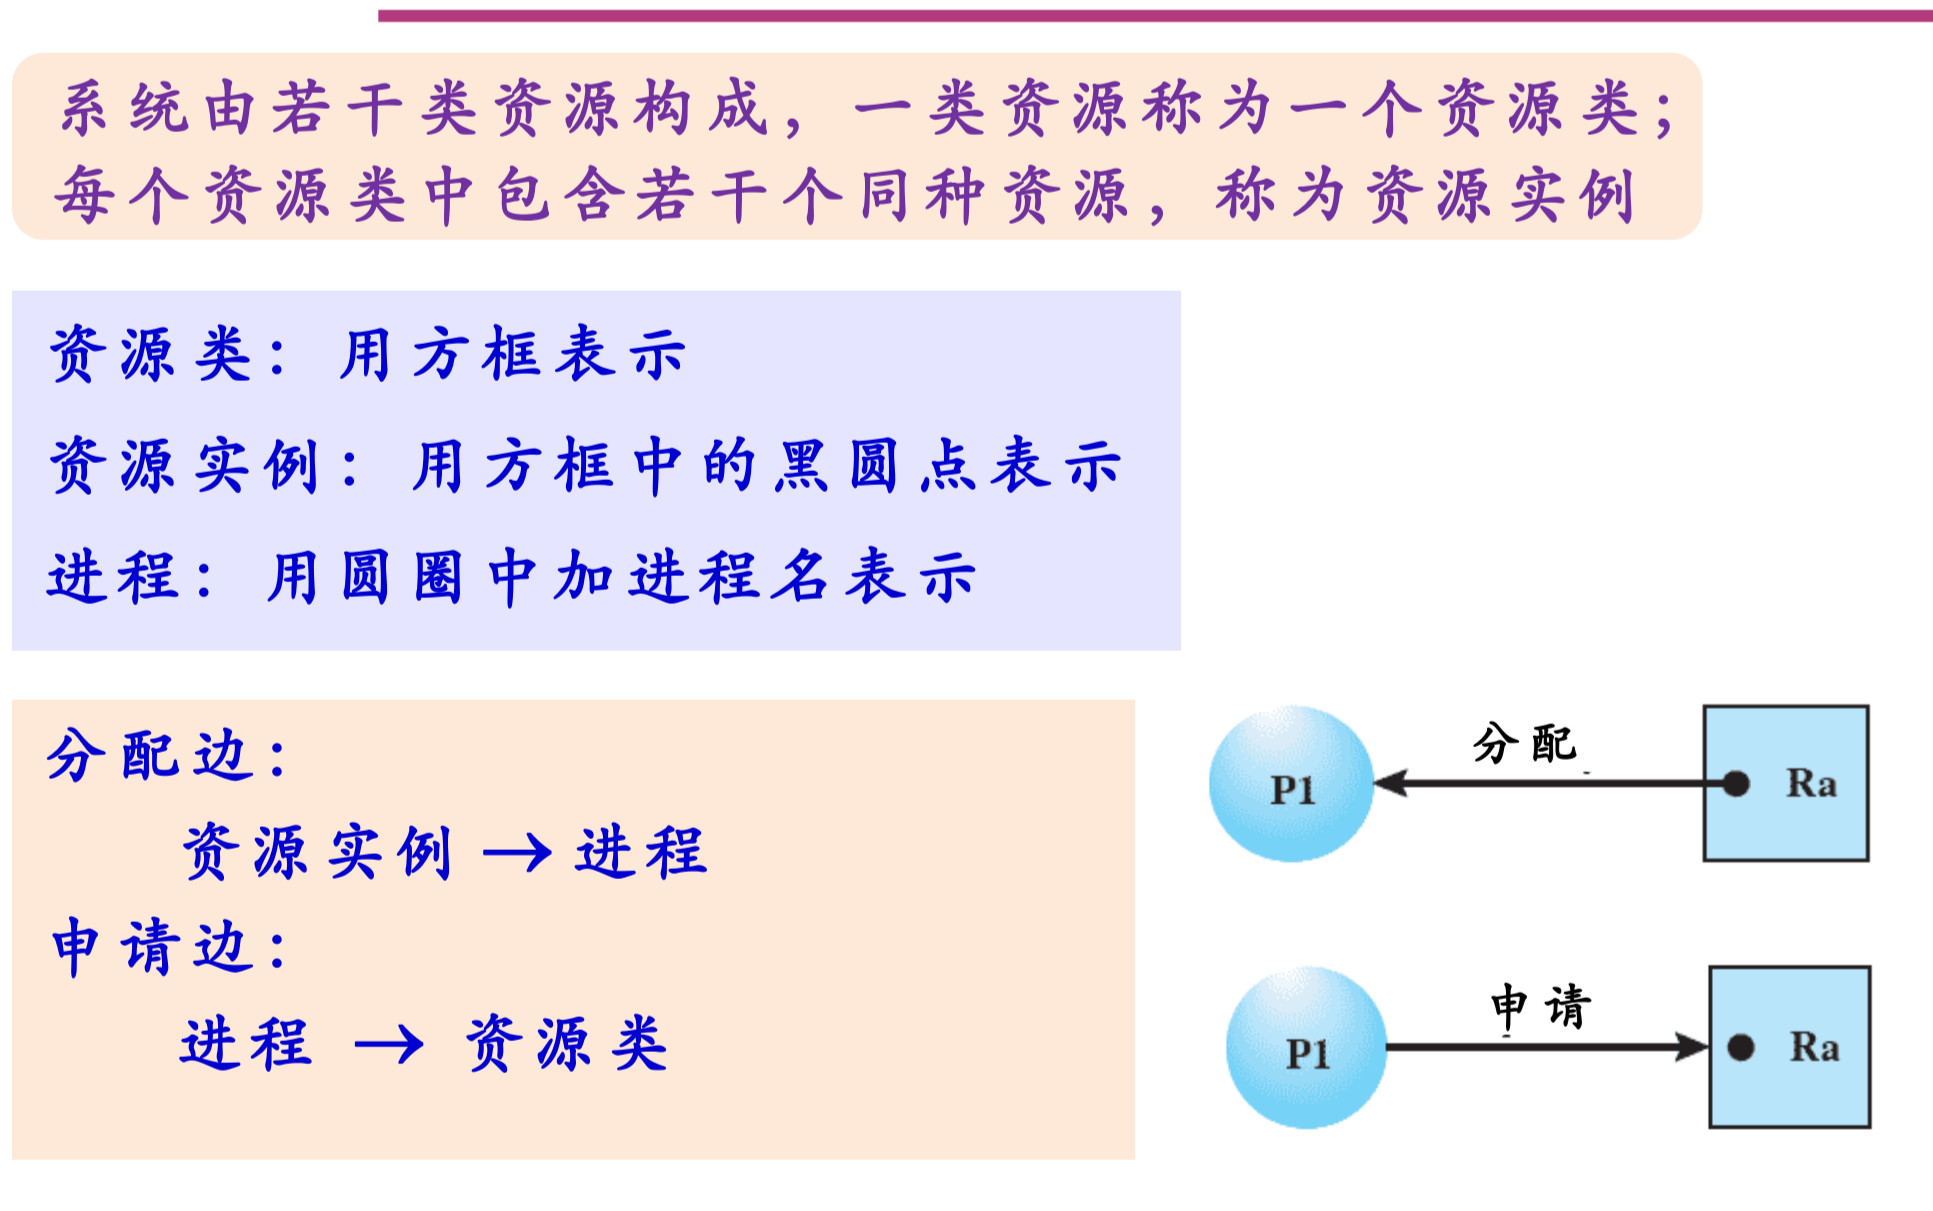 系统由若干类资源构成，一类资源称为一个资源类；
每个资源类中包含若干个同种资源，称为资源实例
资源类：用方框表示
资源实例：用方框中的黑圆点表示
进程：用圆圈中加进程名表示
分配边：
资源实例→进程
申请边：
进程 → 资源类
分配
P1
Ra
申请
P1
Ra